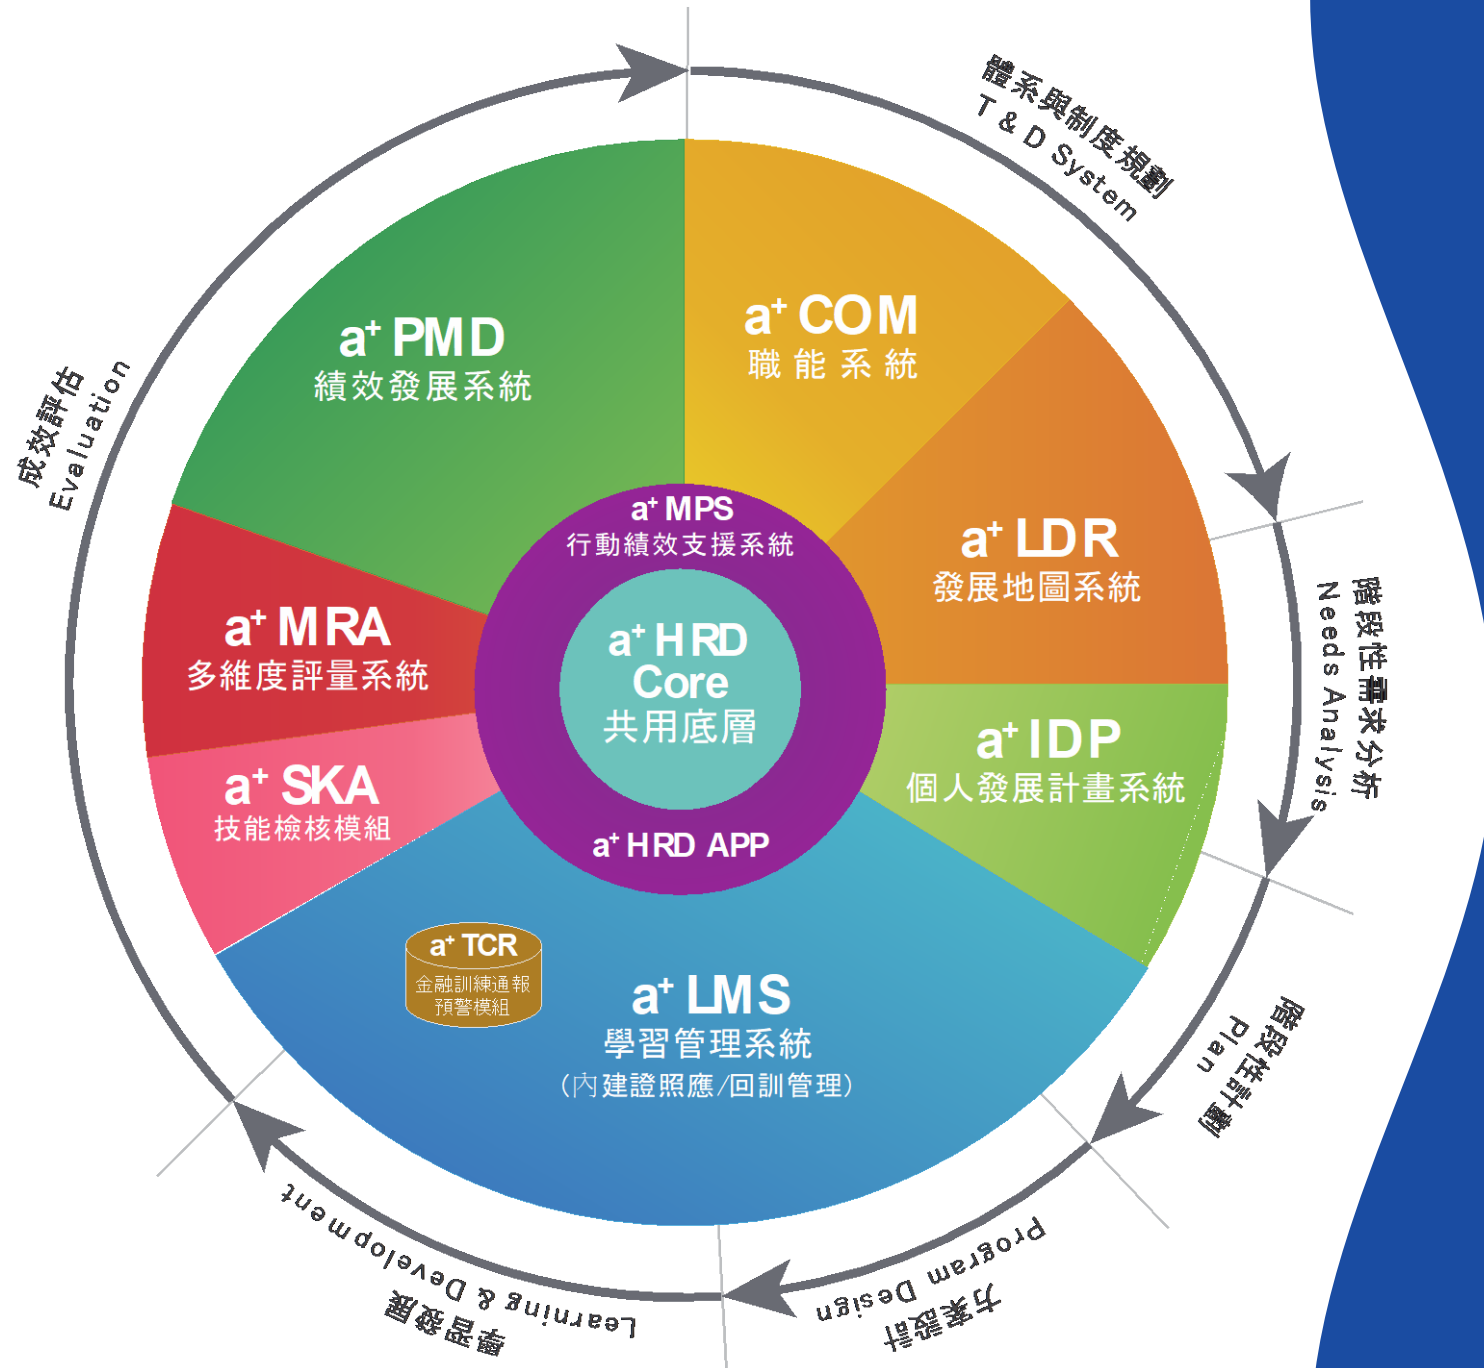 體系與制度規劃
T & D System
a⁺ PMD
績效發展系統
a⁺ COM
職能系統
成效評估
Evaluation
a⁺ MPS
行動績效支援系統
a⁺ LDR
發展地圖系統
階段性需求分析
Needs Analysis
a⁺ MRA
多維度評量系統
a⁺ HRD
Core
共用底層
a⁺ IDP
個人發展計畫系統
a⁺ SKA
技能檢核模組
a⁺ HRD APP
a⁺ TCR
金融訓練通報
預警模組
a⁺ LMS
學習管理系統
（內建證照應/回訓管理）
階段性計劃
Plan
Program Design
方案設計
Learning & Development
學習發展